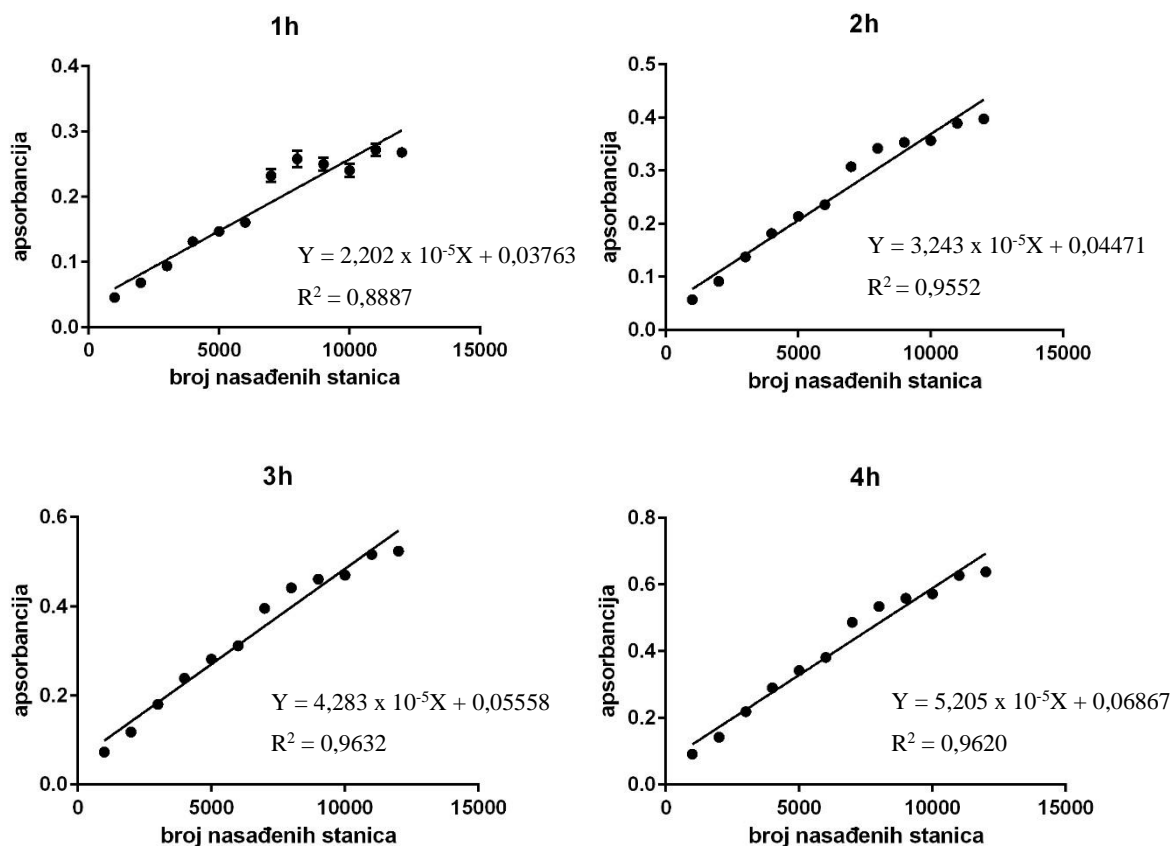 1h
apsorbancija
0.4
0.3
0.2
0.1
0.0
0
5000
10000
15000
broj nasađenih stanica
Y = 2,202 x 10⁻⁵X + 0,03763
R² = 0,8887
2h
apsorbancija
0.5
0.4
0.3
0.2
0.1
0.0
0
5000
10000
15000
broj nasađenih stanica
Y = 3,243 x 10⁻⁵X + 0,04471
R² = 0,9552
3h
apsorbancija
0.6
0.4
0.2
0.0
0
5000
10000
15000
broj nasađenih stanica
Y = 4,283 x 10⁻⁵X + 0,05558
R² = 0,9632
4h
apsorbancija
0.8
0.6
0.4
0.2
0.0
0
5000
10000
15000
broj nasađenih stanica
Y = 5,205 x 10⁻⁵X + 0,06867
R² = 0,9620